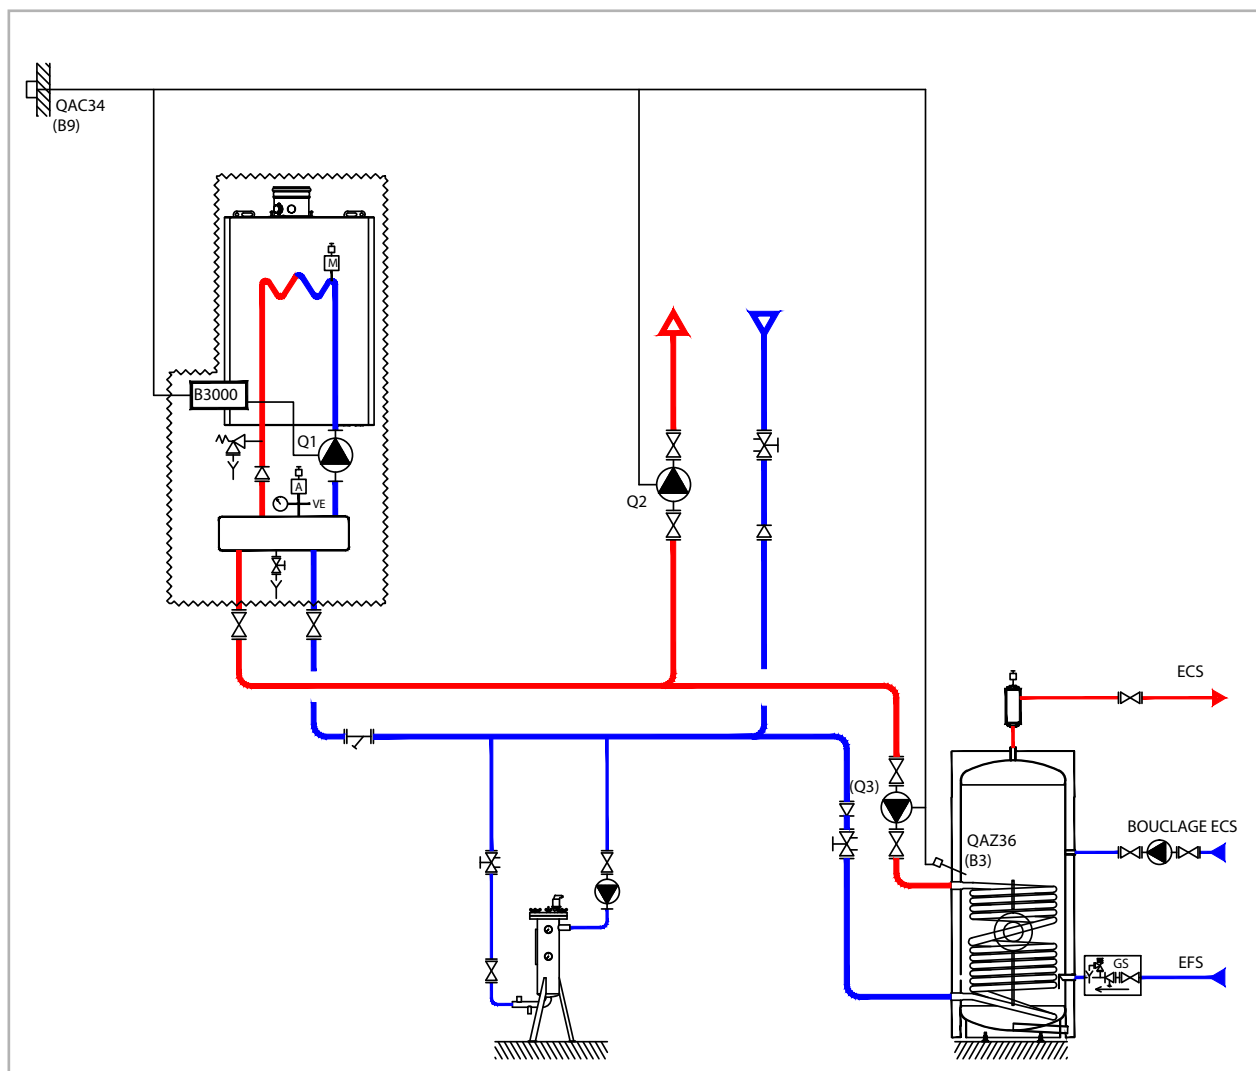 QAC34
(B9)
M
B3000
Q1
A
VE
Q2
ECS
(Q3)
QAZ36
(B3)
BOUCLAGE ECS
GS
EFS